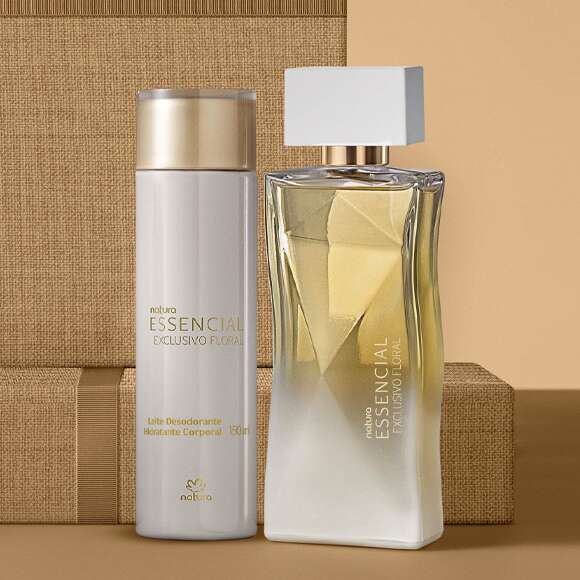 natura
ESSENCIAL
EXCLUSIVO FLORAL
Leite Desodorante
Hidratante Corporal 150 ml
natura
natura
ESSENCIAL
EXCLUSIVO FLORAL